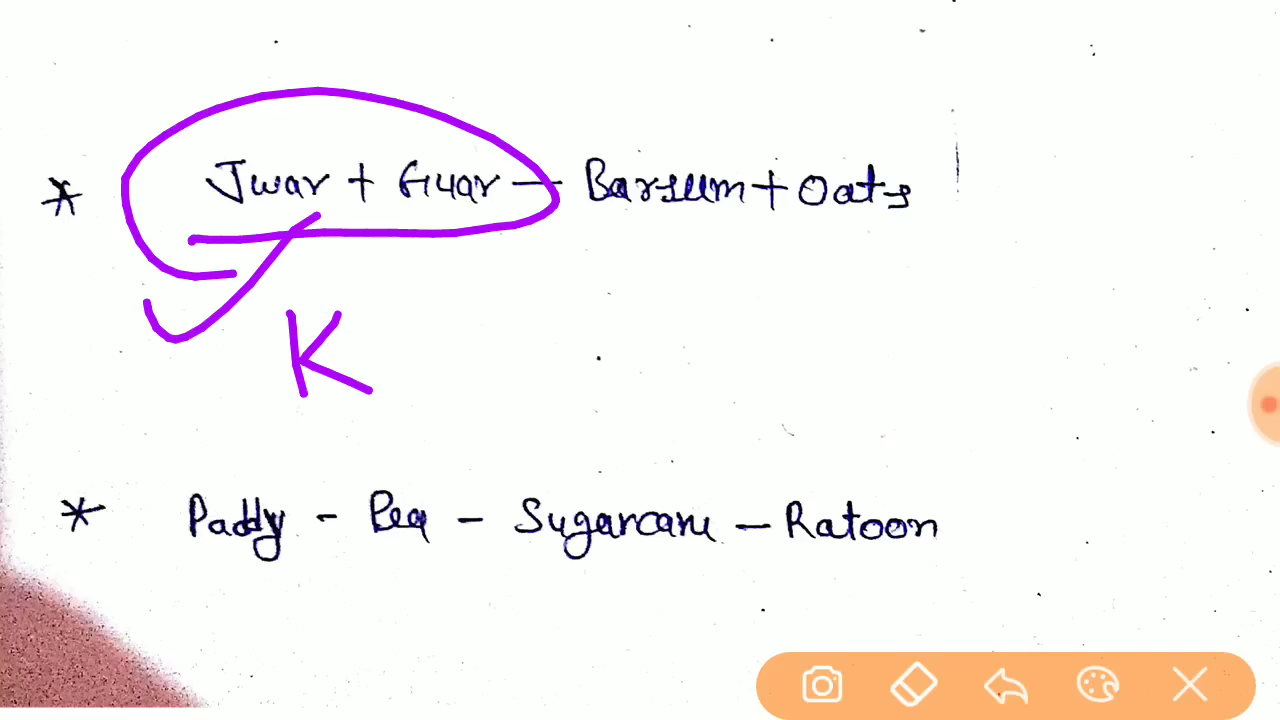 * Jwar + Guar - Barseem + Oats
K
* Paddy - Pea - Sugarcane - Ratoon